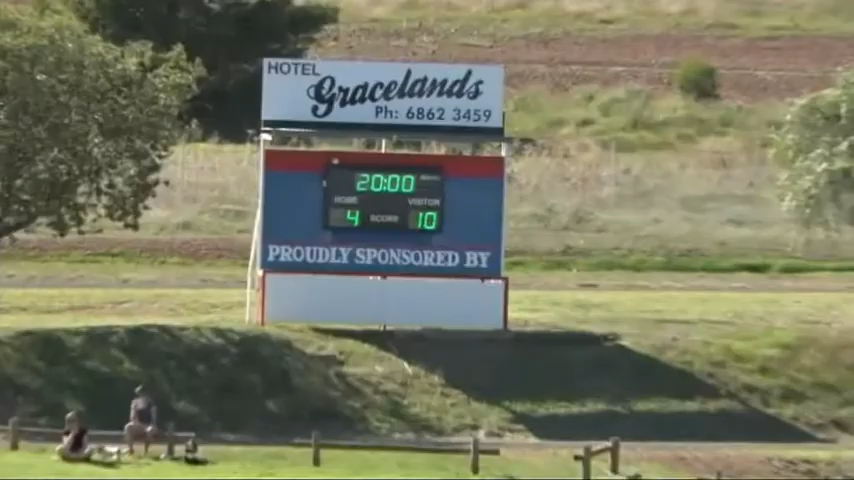 HOTEL
Gracelands
Ph: 6862 3459
20:00
HOME
VISITOR
4
SCORE
10
PROUDLY SPONSORED BY